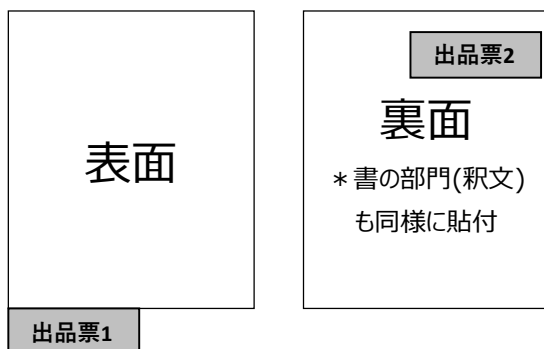 表面
出品票1
出品票2
裏面
＊書の部門(釈文)
も同様に貼付